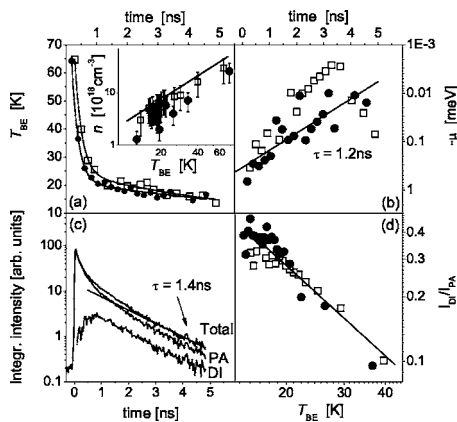 time [ns]
time [ns]
1 2 3 4 5
0 1 2 3 4 5
70
60
50
40
30
20
10
T_BE [K]
n [10^18 cm^-3]
5
1
20 40 60
T_BE [K]
(a)
1E-3
0.01
0.1
1
-μ (meV)
τ = 1.2ns
(b)
(c)
100
10
1
0.1
Integr. intensity [arb. units]
τ = 1.4ns
Total
PA
DI
0 1 2 3 4 5
time [ns]
(d)
0.4
0.3
0.2
0.1
I_DI/I_PA
20 30 40
T_BE [K]